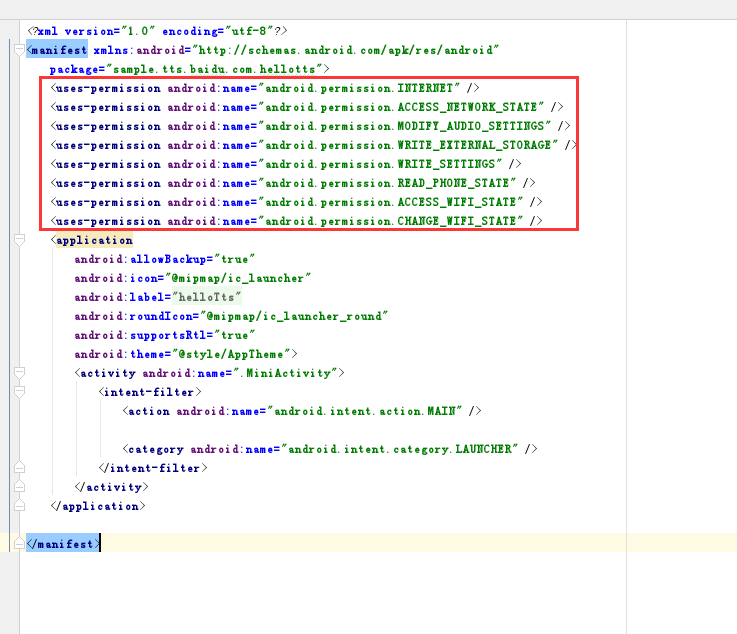 <?xml version="1.0" encoding="utf-8"?>
<manifest xmlns:android="http://schemas.android.com/apk/res/android"
package="sample.tts.baidu.com.hellotts">
<uses-permission android:name="android.permission.INTERNET" />
<uses-permission android:name="android.permission.ACCESS_NETWORK_STATE" />
<uses-permission android:name="android.permission.MODIFY_AUDIO_SETTINGS" />
<uses-permission android:name="android.permission.WRITE_EXTERNAL_STORAGE" />
<uses-permission android:name="android.permission.WRITE_SETTINGS" />
<uses-permission android:name="android.permission.READ_PHONE_STATE" />
<uses-permission android:name="android.permission.ACCESS_WIFI_STATE" />
<uses-permission android:name="android.permission.CHANGE_WIFI_STATE" />
<application
android:allowBackup="true"
android:icon="@mipmap/ic_launcher"
android:label="helloTts"
android:roundIcon="@mipmap/ic_launcher_round"
android:supportsRtl="true"
android:theme="@style/AppTheme">
<activity android:name=".MiniActivity">
<intent-filter>
<action android:name="android.intent.action.MAIN" />
<category android:name="android.intent.category.LAUNCHER" />
</intent-filter>
</activity>
</application>
</manifest>